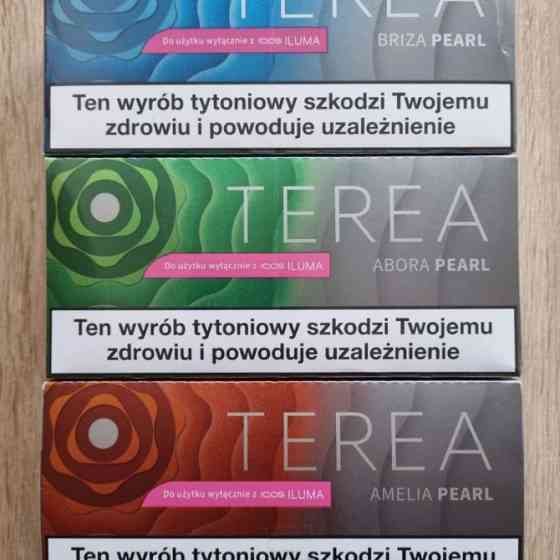 TEREA
Do użytku wyłącznie z IQOS ILUMA
BRIZA PEARL
Ten wyrób tytoniowy szkodzi Twojemu
zdrowiu i powoduje uzależnienie
TEREA
Do użytku wyłącznie z IQOS ILUMA
ABORA PEARL
Ten wyrób tytoniowy szkodzi Twojemu
zdrowiu i powoduje uzależnienie
TEREA
Do użytku wyłącznie z IQOS ILUMA
AMELIA PEARL
Ten wyrób tytoniowy szkodzi Twojemu